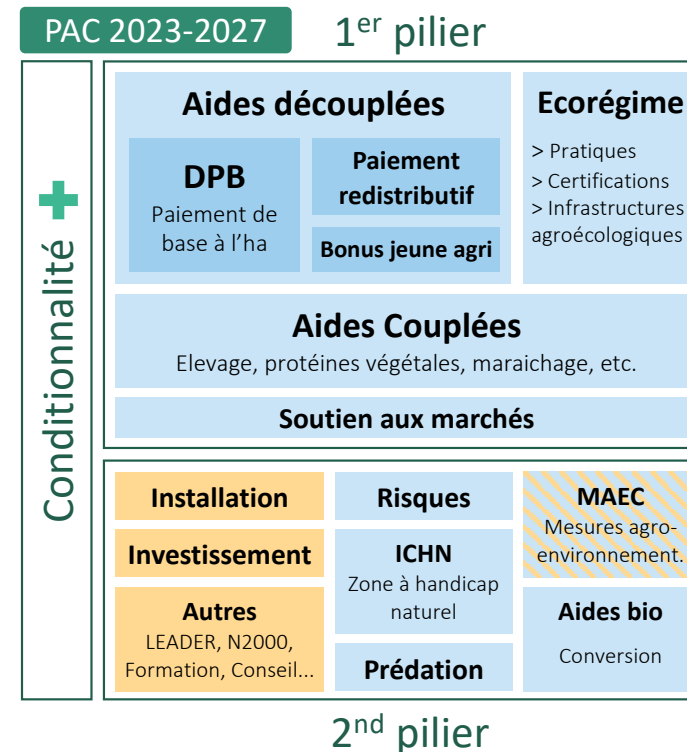 PAC 2023-2027
1er pilier
Conditionnalité +
Aides découplées
DPB
Paiement de
base à l'ha
Paiement
redistributif
Bonus jeune agri
Ecorégime
> Pratiques
> Certifications
> Infrastructures
agroécologiques
Aides Couplées
Elevage, protéines végétales, maraichage, etc.
Soutien aux marchés
Installation
Investissement
Autres
LEADER, N2000,
Formation, Conseil...
Risques
ICHN
Zone à handicap
naturel
Prédation
MAEC
Mesures agro-
environnement.
Aides bio
Conversion
2nd pilier